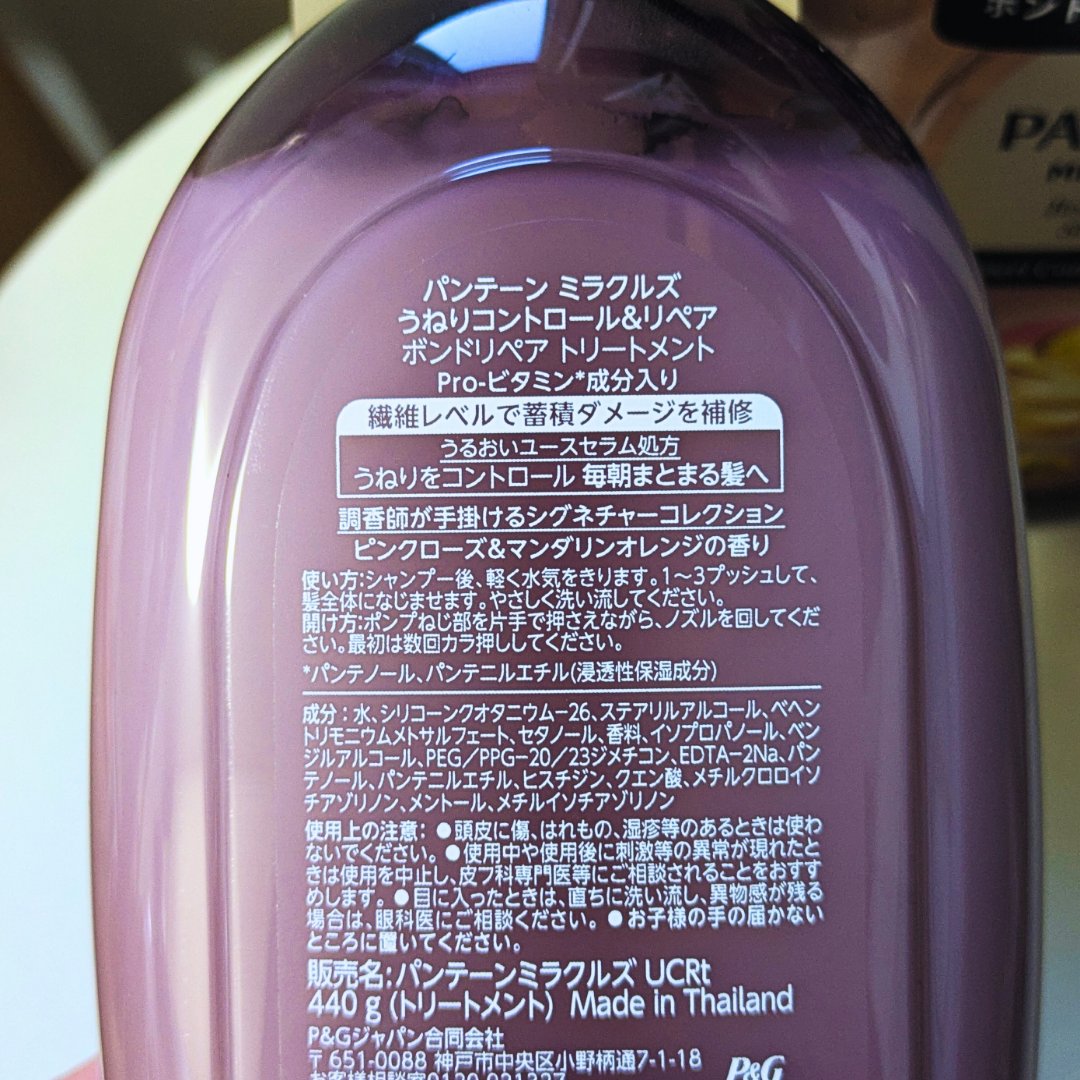 パンテーン ミラクルズ
うねりコントロール&リペア
ボンドリペア トリートメント
Pro-ビタミン*成分入り
繊維レベルで蓄積ダメージを補修
うるおいユースセラム処方
うねりをコントロール 毎朝まとまる髪へ
調香師が手掛けるシグネチャーコレクション
ピンクローズ&マンダリンオレンジの香り
使い方:シャンプー後、軽く水気をきります。1〜3プッシュして、
髪全体になじませます。やさしく洗い流してください。
開け方:ポンプねじ部を片手で押さえながら、ノズルを回してくだ
さい。最初は数回カラ押ししてください。
*パンテノール、パンテニルエチル(浸透性保湿成分)
成分：水、シリコーンクオタニウムー26、ステアリルアルコール、ベヘン
トリモニウムメトサルフェート、セタノール、香料、イソプロパノール、ベン
ジルアルコール、PEG／PPG−20／23ジメチコン、EDTA−2Na、パン
テノール、パンテニルエチル、ヒスチジン、クエン酸、メチルクロロイソ
チアゾリノン、メントール、メチルイソチアゾリノン
使用上の注意：●頭皮に傷、はれもの、湿疹等のあるときは使わ
ないでください。●使用中や使用後に刺激等の異常が現れたと
きは使用を中止し、皮フ科専門医等にご相談されることをおすす
めします。●目に入ったときは、直ちに洗い流し、異物感が残る
場合は、眼科医にご相談ください。●お子様の手の届かない
ところに置いてください。
販売名:パンテーンミラクルズ UCRt
440 g (トリートメント) Made in Thailand
P&Gジャパン合同会社
〒651-0088 神戸市中央区小野柄通7-1-18
お客様相談室0120-021327
P&G
PA